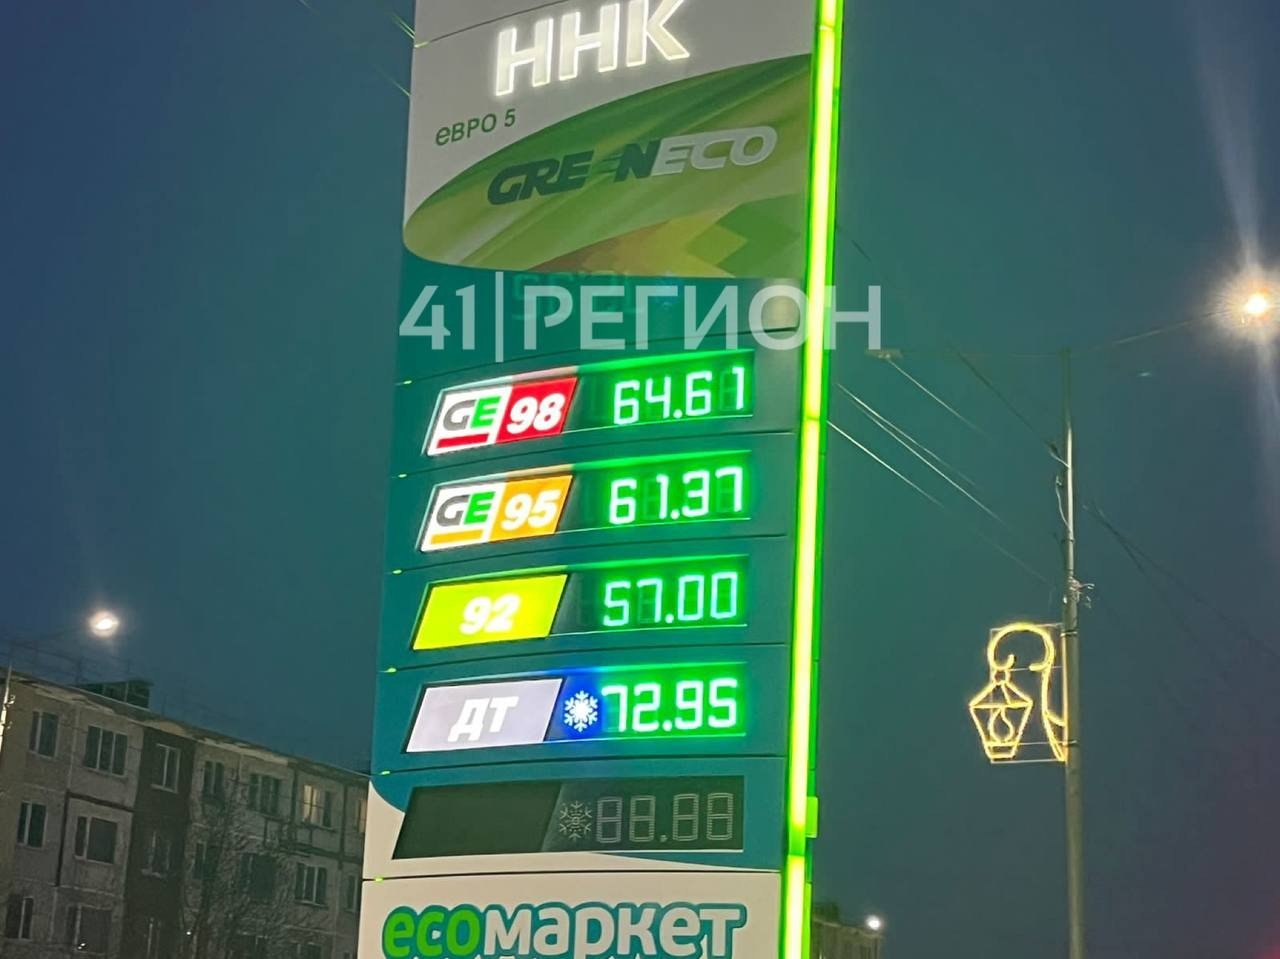 ННК
евро 5
GREENECO
41|РЕГИОН
GE 98 64.61
GE 95 61.37
92 57.00
ДТ 72.95
88.88
есомаркет